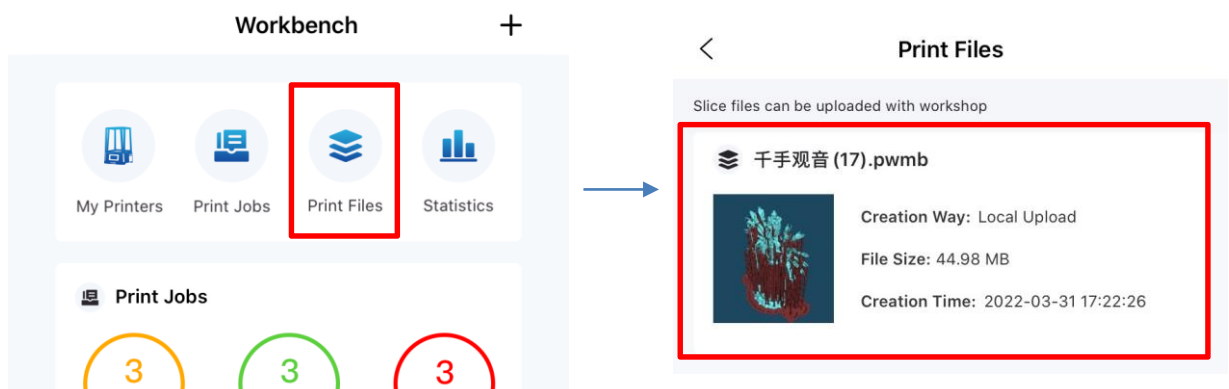 Workbench +
My Printers Print Jobs Print Files Statistics
Print Jobs
3 3 3
Print Files
Slice files can be uploaded with workshop
千手观音 (17).pwmb
Creation Way: Local Upload
File Size: 44.98 MB
Creation Time: 2022-03-31 17:22:26